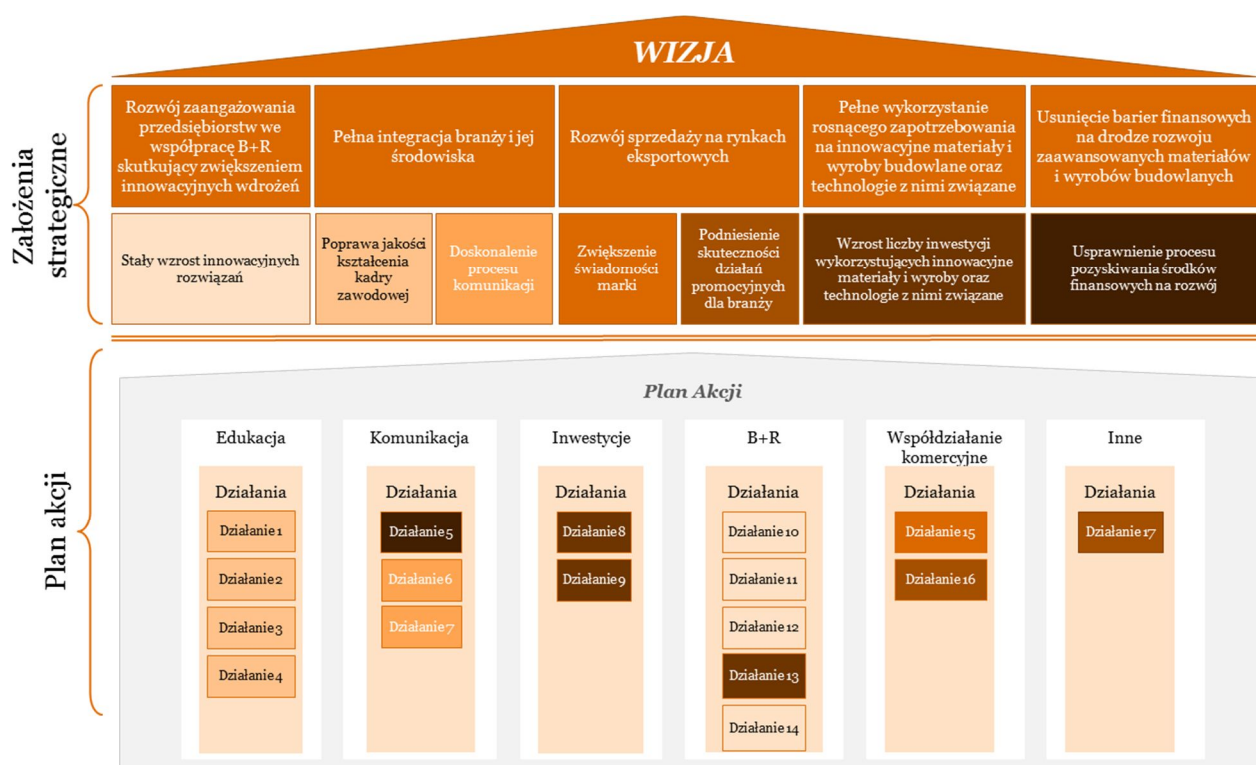 WIZJA
Założenia
strategiczne
Rozwój zaangażowania
przedsiębiorstw we
współpracę B+R
skutkujący zwiększeniem
innowacyjnych wdrożeń
Pełna integracja branży i jej
środowiska
Rozwój sprzedaży na rynkach
eksportowych
Pełne wykorzystanie
rosnącego zapotrzebowania
na innowacyjne materiały i
wyroby budowlane oraz
technologie z nimi związane
Usunięcie barier finansowych
na drodze rozwoju
zaawansowanych materiałów
i wyrobów budowlanych
Stały wzrost innowacyjnych
rozwiązań
Poprawa jakości
kształcenia
kadry
zawodowej
Doskonalenie
procesu
komunikacji
Zwiększenie
świadomości
marki
Podniesienie
skuteczności
działań
promocyjnych
dla branży
Wzrost liczby inwestycji
wykorzystujących innowacyjne
materiały i wyroby oraz
technologie z nimi związane
Usprawnienie procesu
pozyskiwania środków
finansowych na rozwój
Plan akcji
Plan Akcji
Edukacja
Działania
Działanie 1
Działanie 2
Działanie 3
Działanie 4
Komunikacja
Działania
Działanie 5
Działanie 6
Działanie 7
Inwestycje
Działania
Działanie 8
Działanie 9
B+R
Działania
Działanie 10
Działanie 11
Działanie 12
Działanie 13
Działanie 14
Współdziałanie
komercyjne
Działania
Działanie 15
Działanie 16
Inne
Działania
Działanie 17